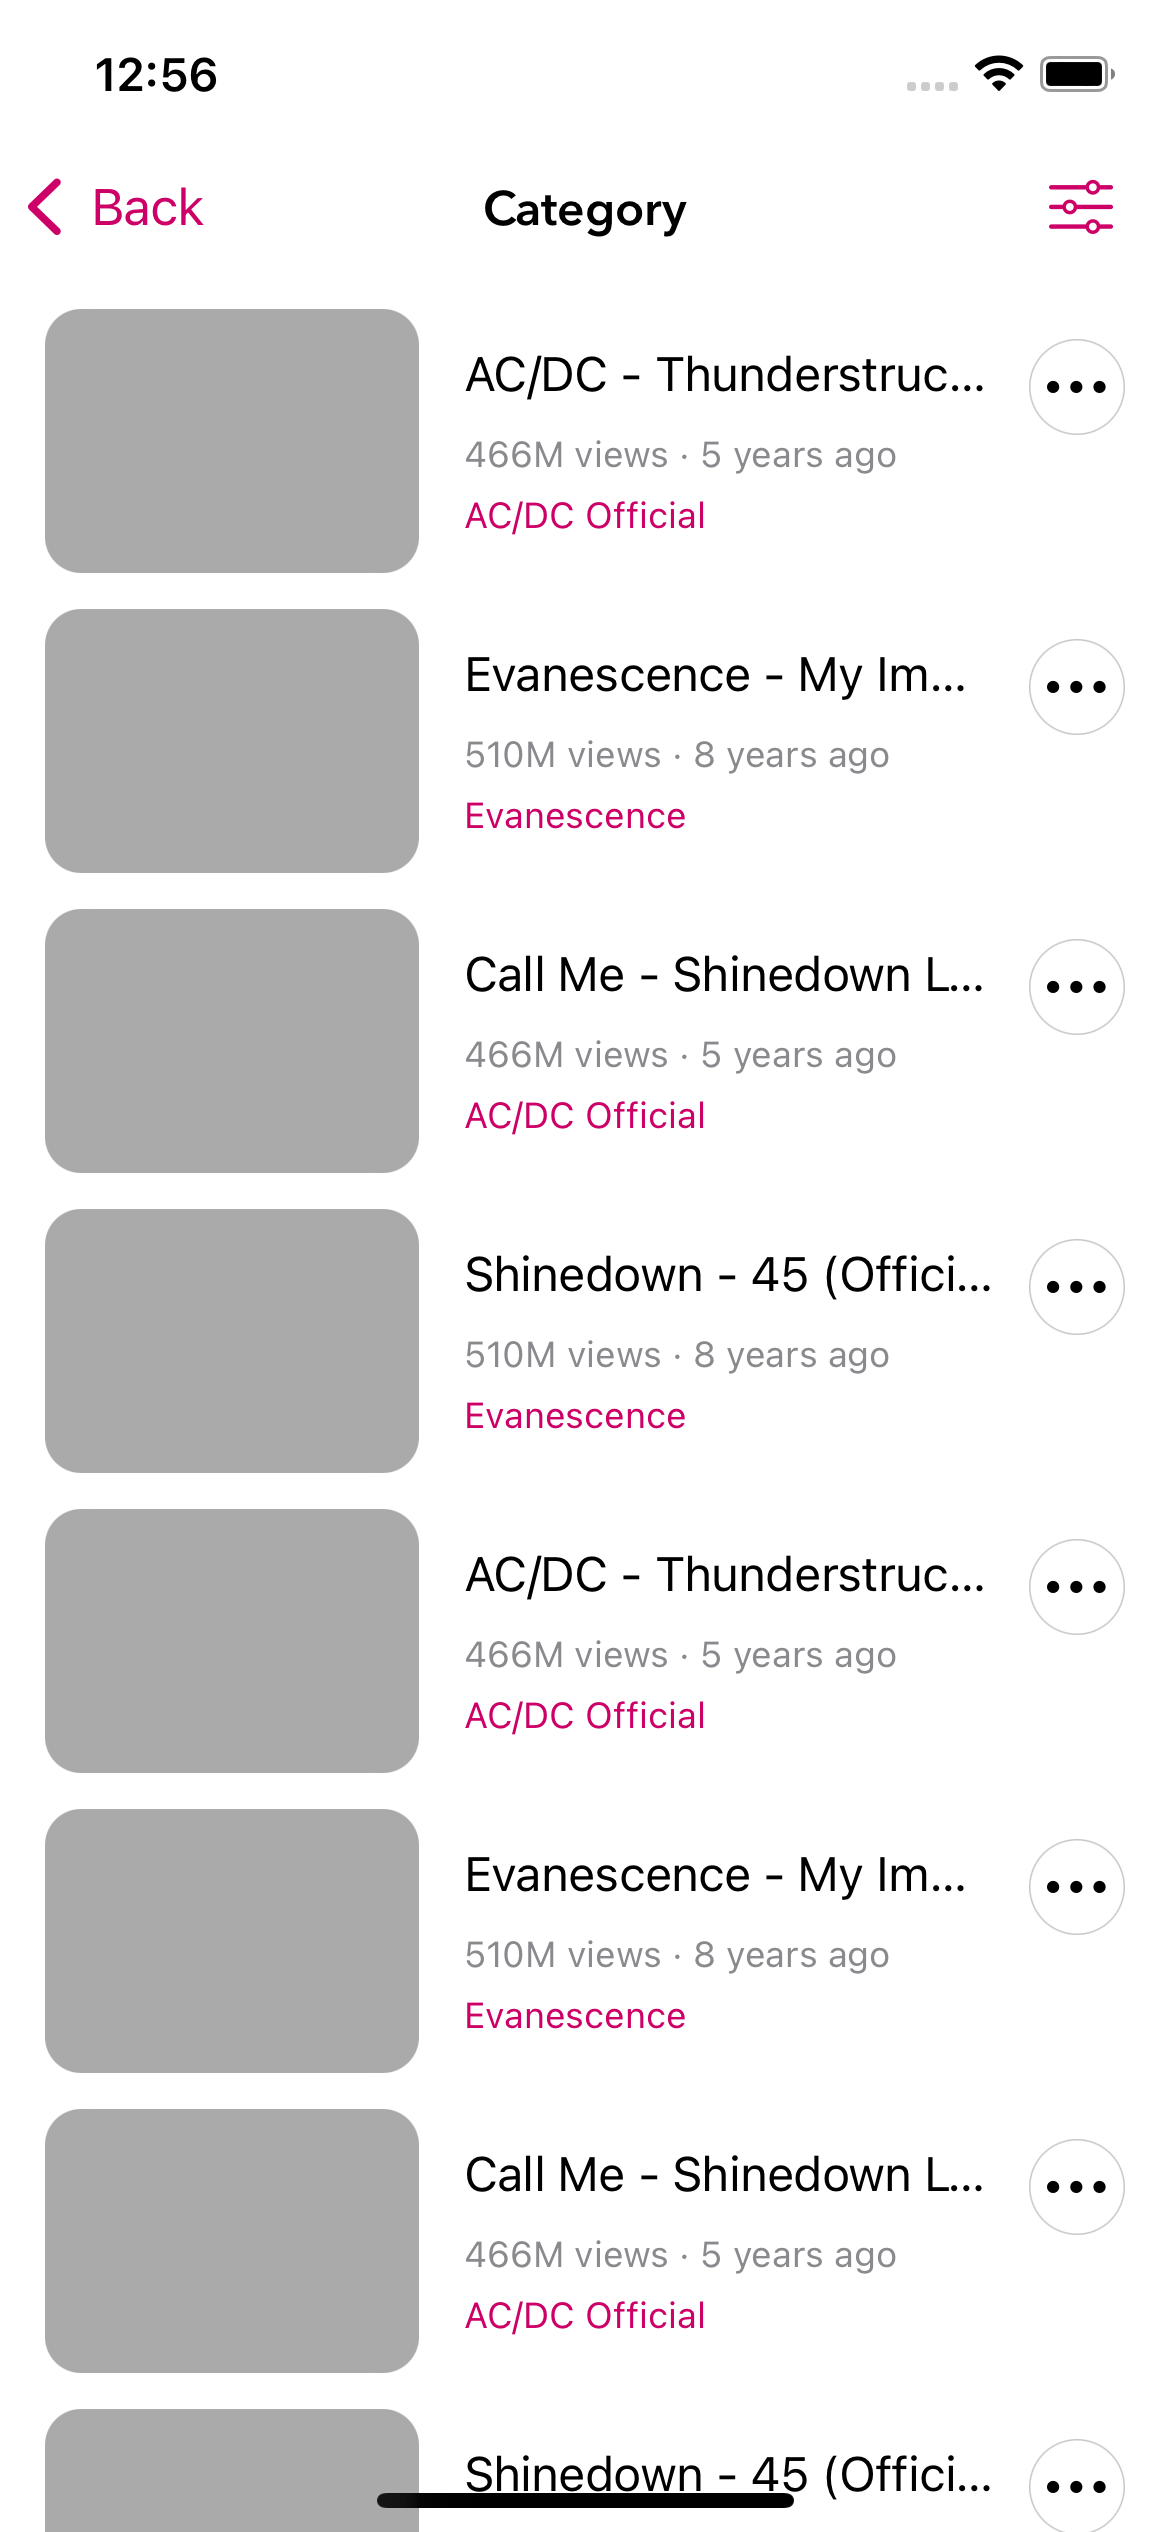 12:56
Back
Category
AC/DC - Thunderstruc...
466M views · 5 years ago
AC/DC Official
Evanescence - My Im...
510M views · 8 years ago
Evanescence
Call Me - Shinedown L...
466M views · 5 years ago
AC/DC Official
Shinedown - 45 (Offici...
510M views · 8 years ago
Evanescence
AC/DC - Thunderstruc...
466M views · 5 years ago
AC/DC Official
Evanescence - My Im...
510M views · 8 years ago
Evanescence
Call Me - Shinedown L...
466M views · 5 years ago
AC/DC Official
Shinedown - 45 (Offici...